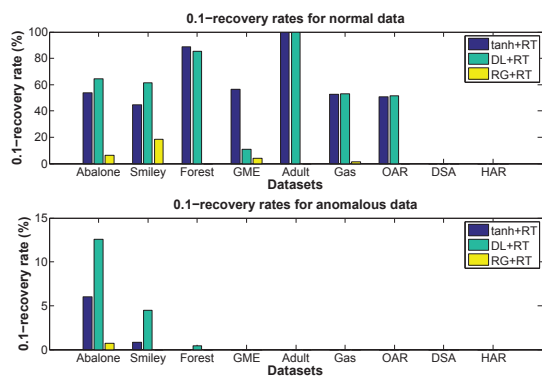 0.1−recovery rates for normal data
0.1−recovery rate (%)
100
80
60
40
20
0
tanh+RT
DL+RT
RG+RT
Abalone Smiley Forest GME Adult Gas OAR DSA HAR
Datasets
0.1−recovery rates for anomalous data
0.1−recovery rate (%)
15
10
5
0
tanh+RT
DL+RT
RG+RT
Abalone Smiley Forest GME Adult Gas OAR DSA HAR
Datasets